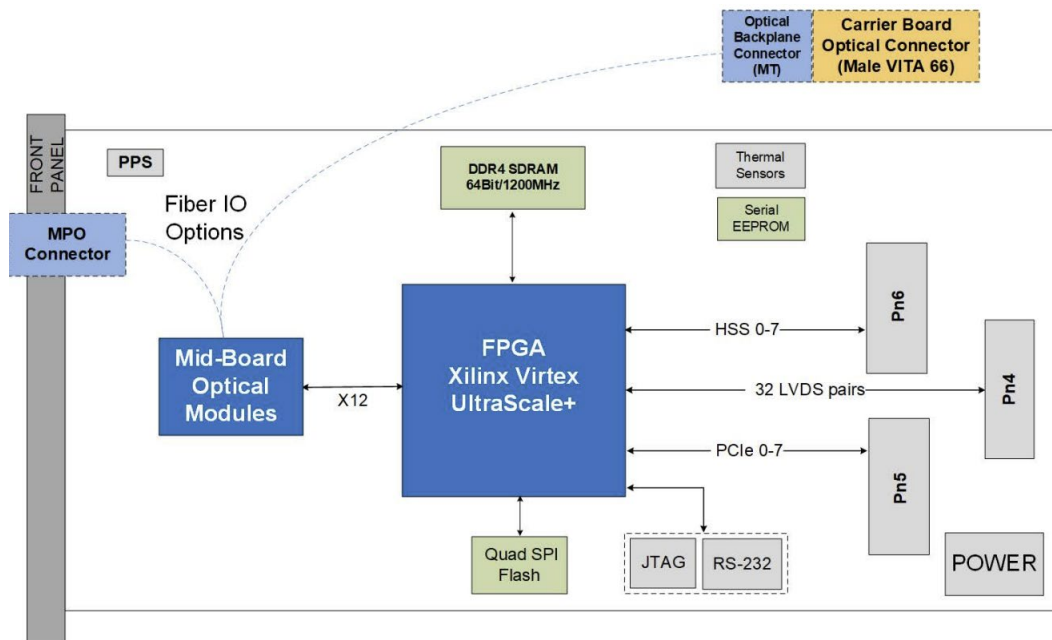 Optical
Backplane
Connector
(MT)
Carrier Board
Optical Connector
(Male VITA 66)
FRONT
PANEL
PPS
DDR4 SDRAM
64Bit/1200MHz
Thermal
Sensors
Serial
EEPROM
Fiber IO
Options
MPO
Connector
Mid-Board
Optical
Modules
X12
FPGA
Xilinx Virtex
UltraScale+
HSS 0-7
Pn6
32 LVDS pairs
Pn4
PCIe 0-7
Pn5
Quad SPI
Flash
JTAG
RS-232
POWER